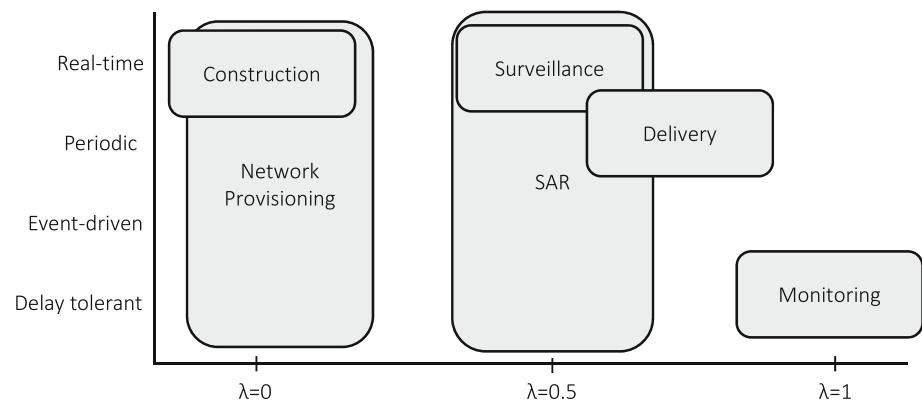 Real-time
Construction
Surveillance
Periodic
Delivery
Network
Provisioning
SAR
Event-driven
Delay tolerant
Monitoring
λ=0
λ=0.5
λ=1